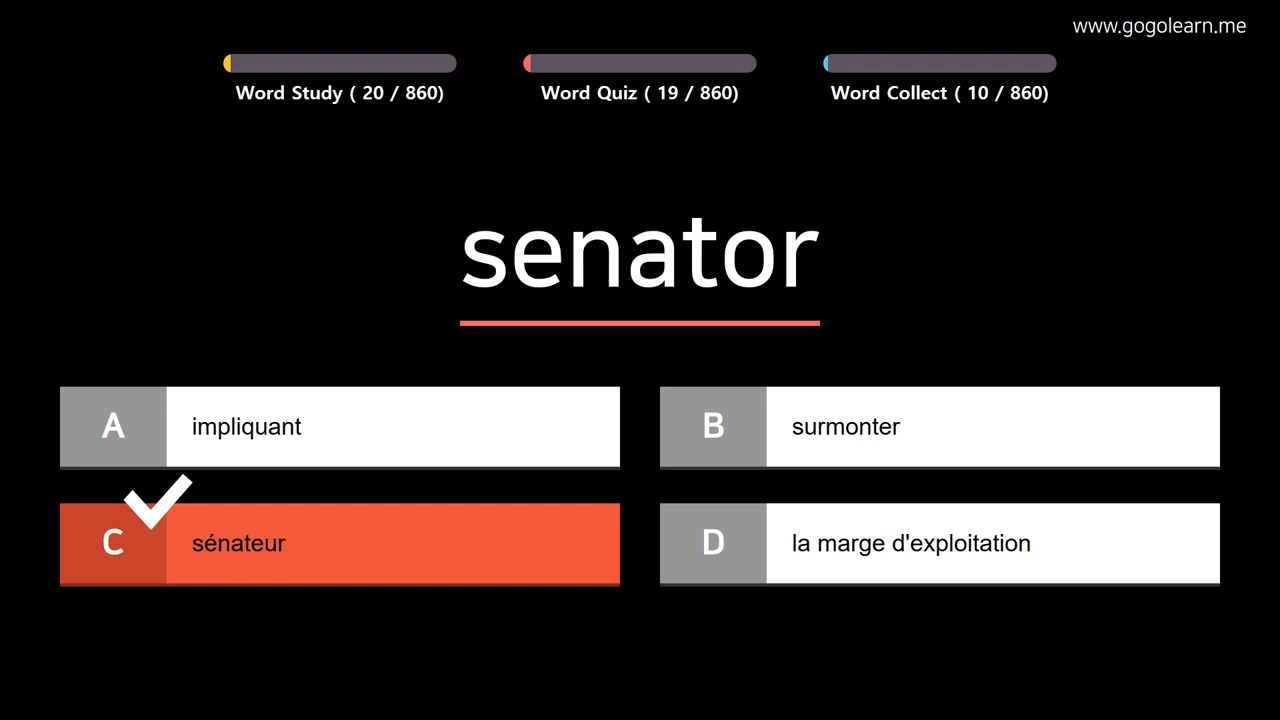 www.gogolearn.me
Word Study ( 20 / 860)
Word Quiz ( 19 / 860)
Word Collect ( 10 / 860)
senator
A impliquant
B surmonter
C sénateur
D la marge d'exploitation